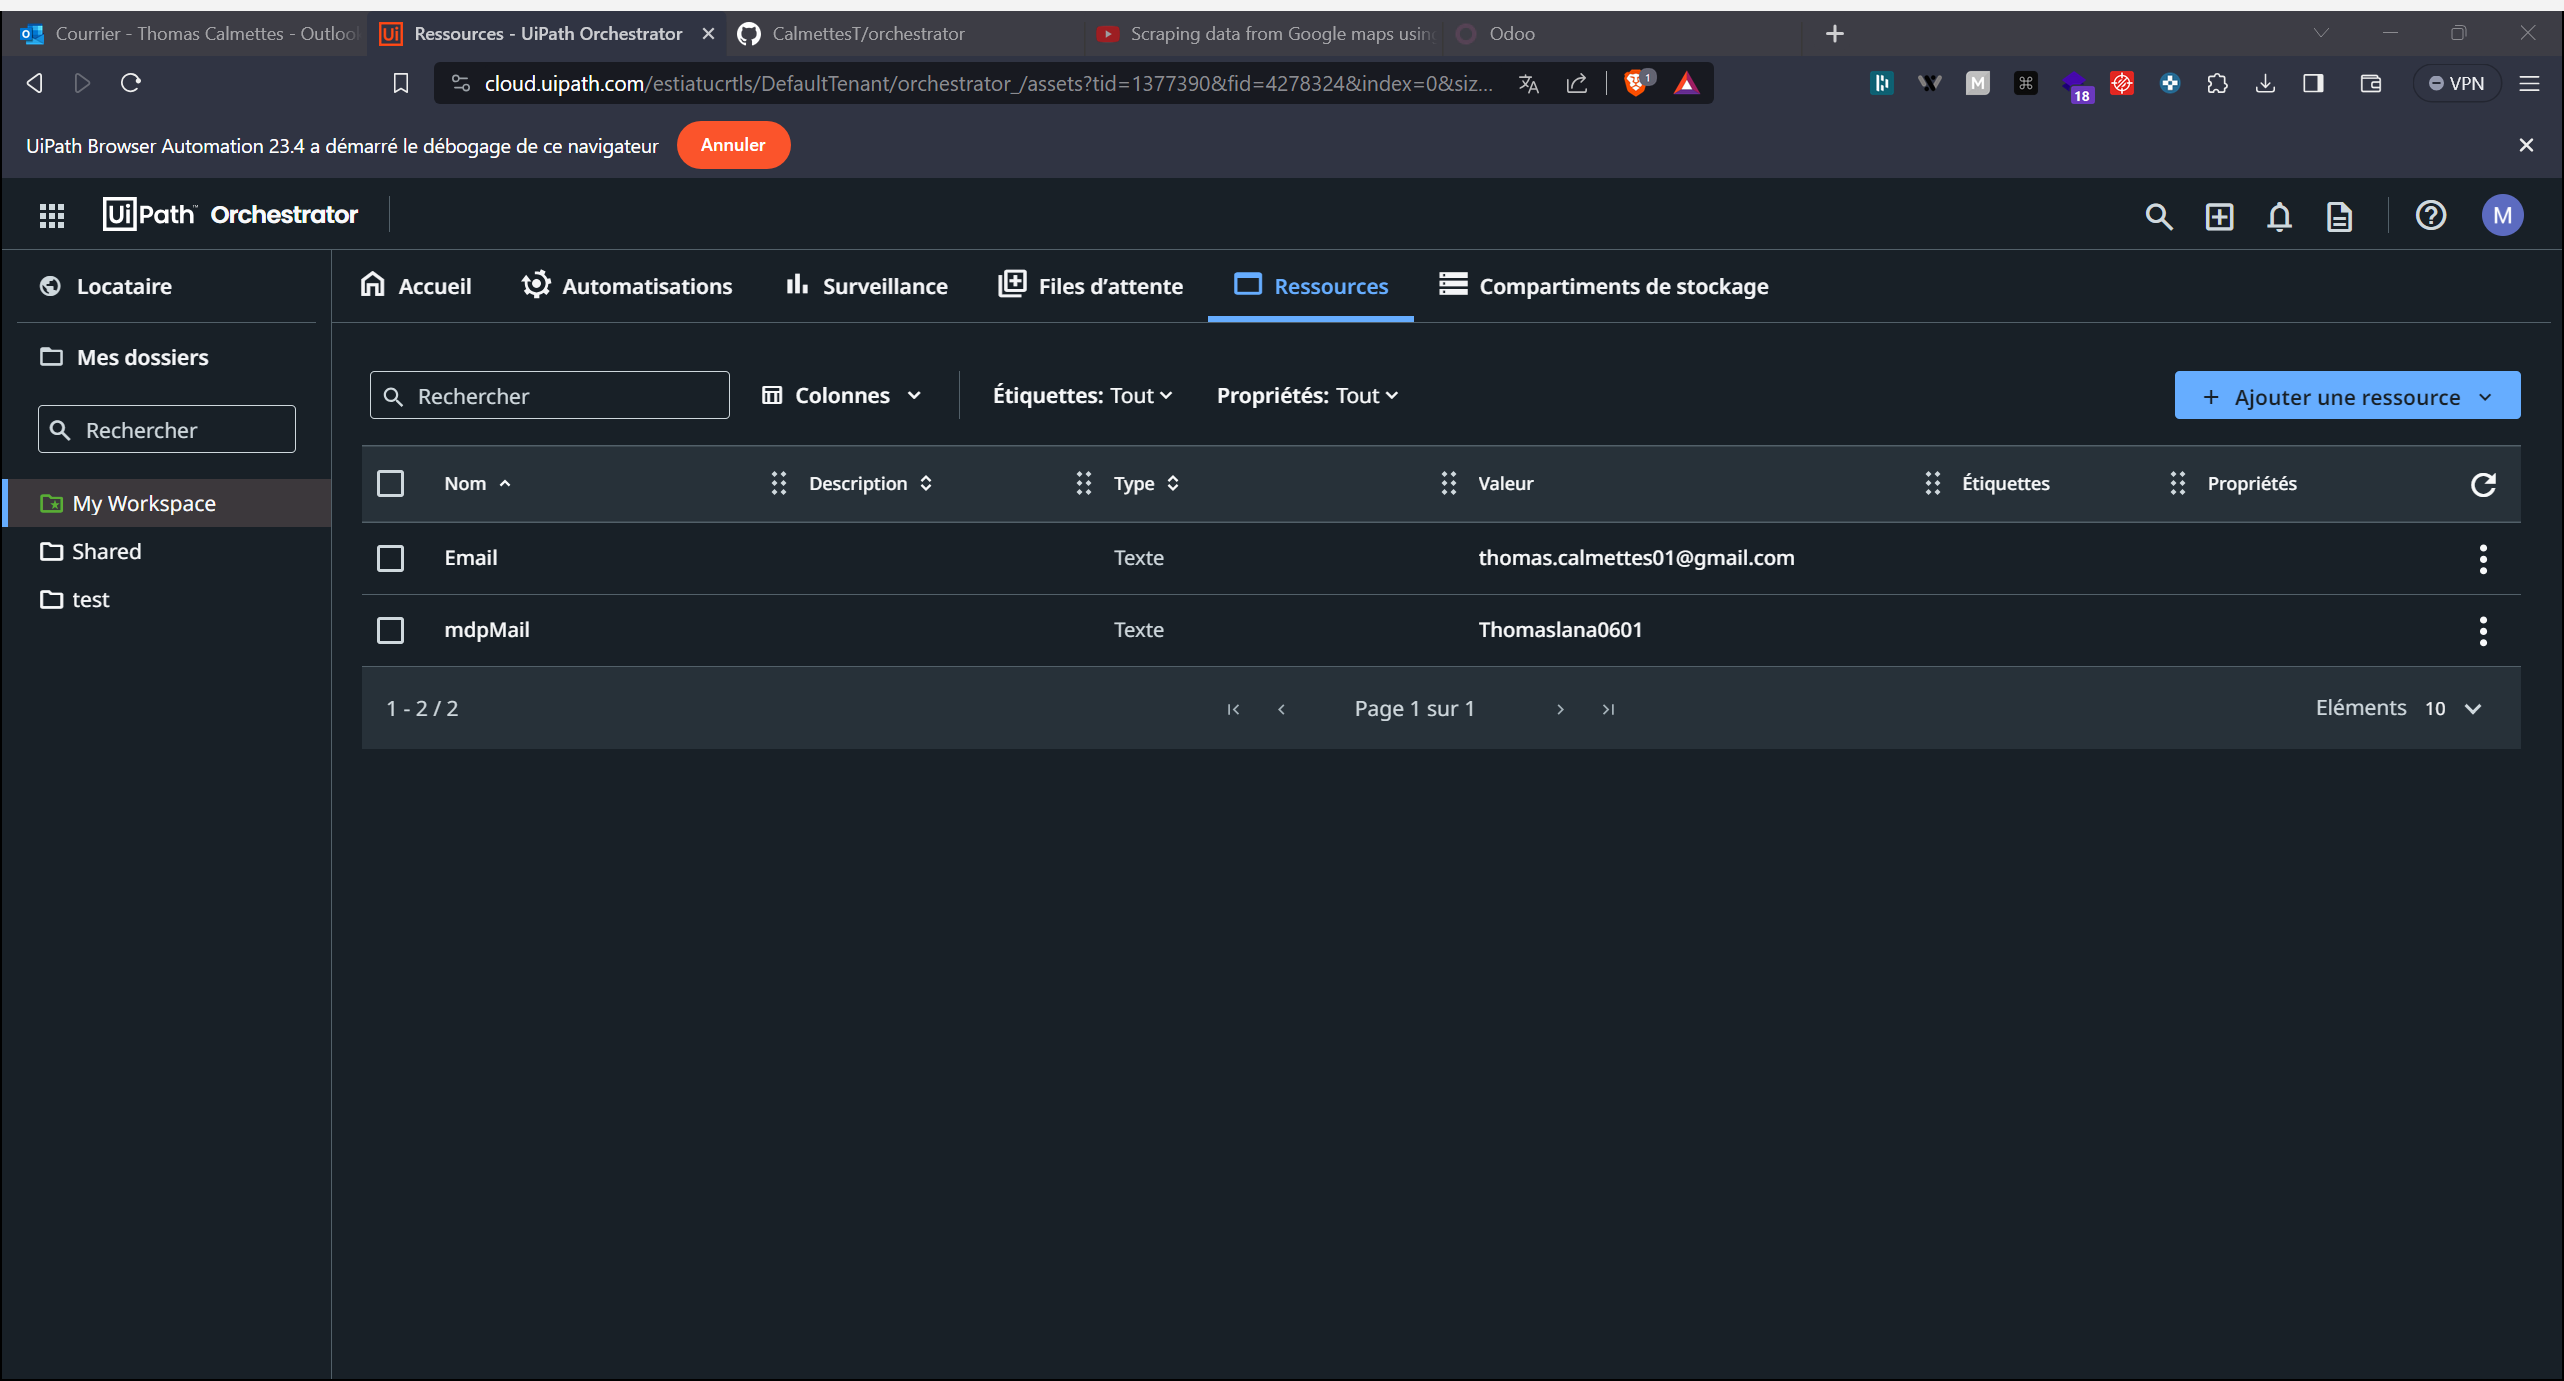 Courrier - Thomas Calmettes - Outlool
Ressources - UiPath Orchestrator
CalmettesT/orchestrator
Scraping data from Google maps using
Odoo
cloud.uipath.com/estiatucrtls/DefaultTenant/orchestrator_/assets?tid=1377390&fid=4278324&index=0&siz...
1
M
18
VPN
UiPath Browser Automation 23.4 a démarré le débogage de ce navigateur
Annuler
UiPath™ Orchestrator
M
Locataire
Accueil
Automatisations
Surveillance
Files d'attente
Ressources
Compartiments de stockage
Mes dossiers
Rechercher
My Workspace
Shared
test
Rechercher
Colonnes
Étiquettes: Tout
Propriétés: Tout
+ Ajouter une ressource
Nom
Description
Type
Valeur
Étiquettes
Propriétés
Email
Texte
thomas.calmettes01@gmail.com
mdpMail
Texte
Thomaslana0601
1 - 2 / 2
Page 1 sur 1
Eléments 10